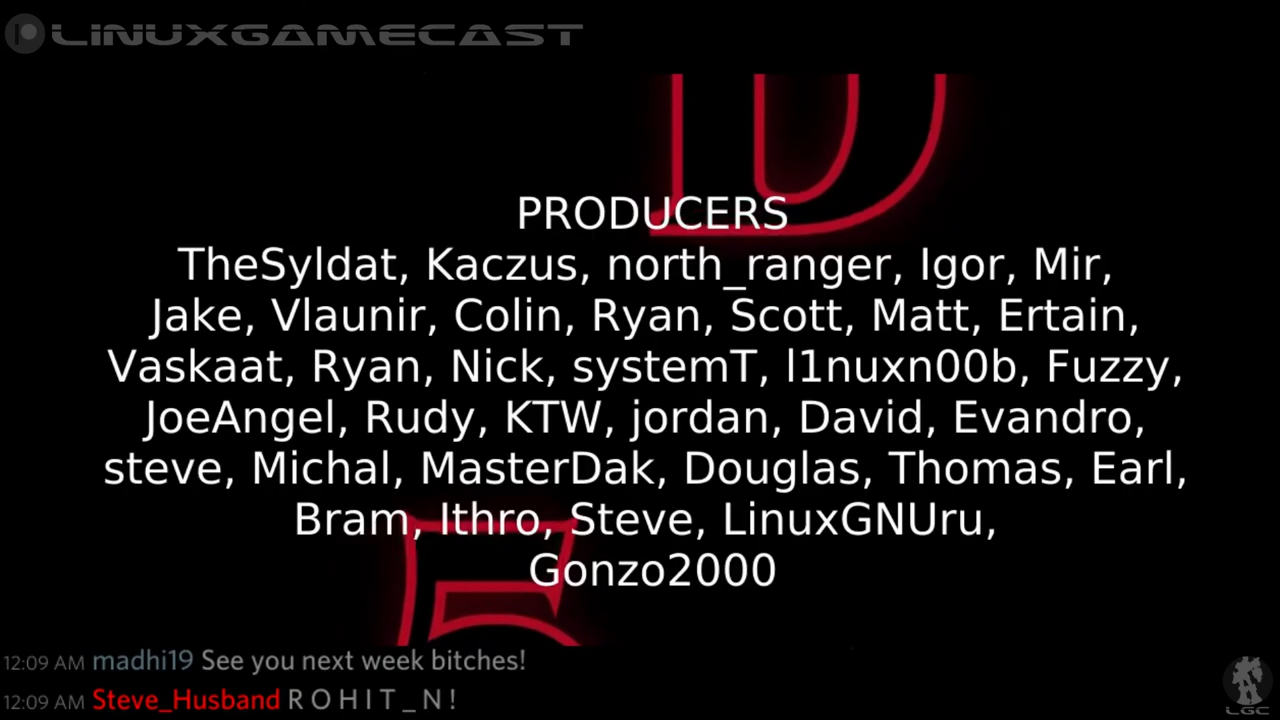 LINUXGAMECAST
PRODUCERS
TheSyldat, Kaczus, north_ranger, Igor, Mir,
Jake, Vlaunir, Colin, Ryan, Scott, Matt, Ertain,
Vaskaat, Ryan, Nick, systemT, l1nuxn00b, Fuzzy,
JoeAngel, Rudy, KTW, jordan, David, Evandro,
steve, Michal, MasterDak, Douglas, Thomas, Earl,
Bram, Ithro, Steve, LinuxGNUru,
Gonzo2000
12:09 AM madhi19 See you next week bitches!
12:09 AM Steve_Husband R O H I T _ N !
LGC